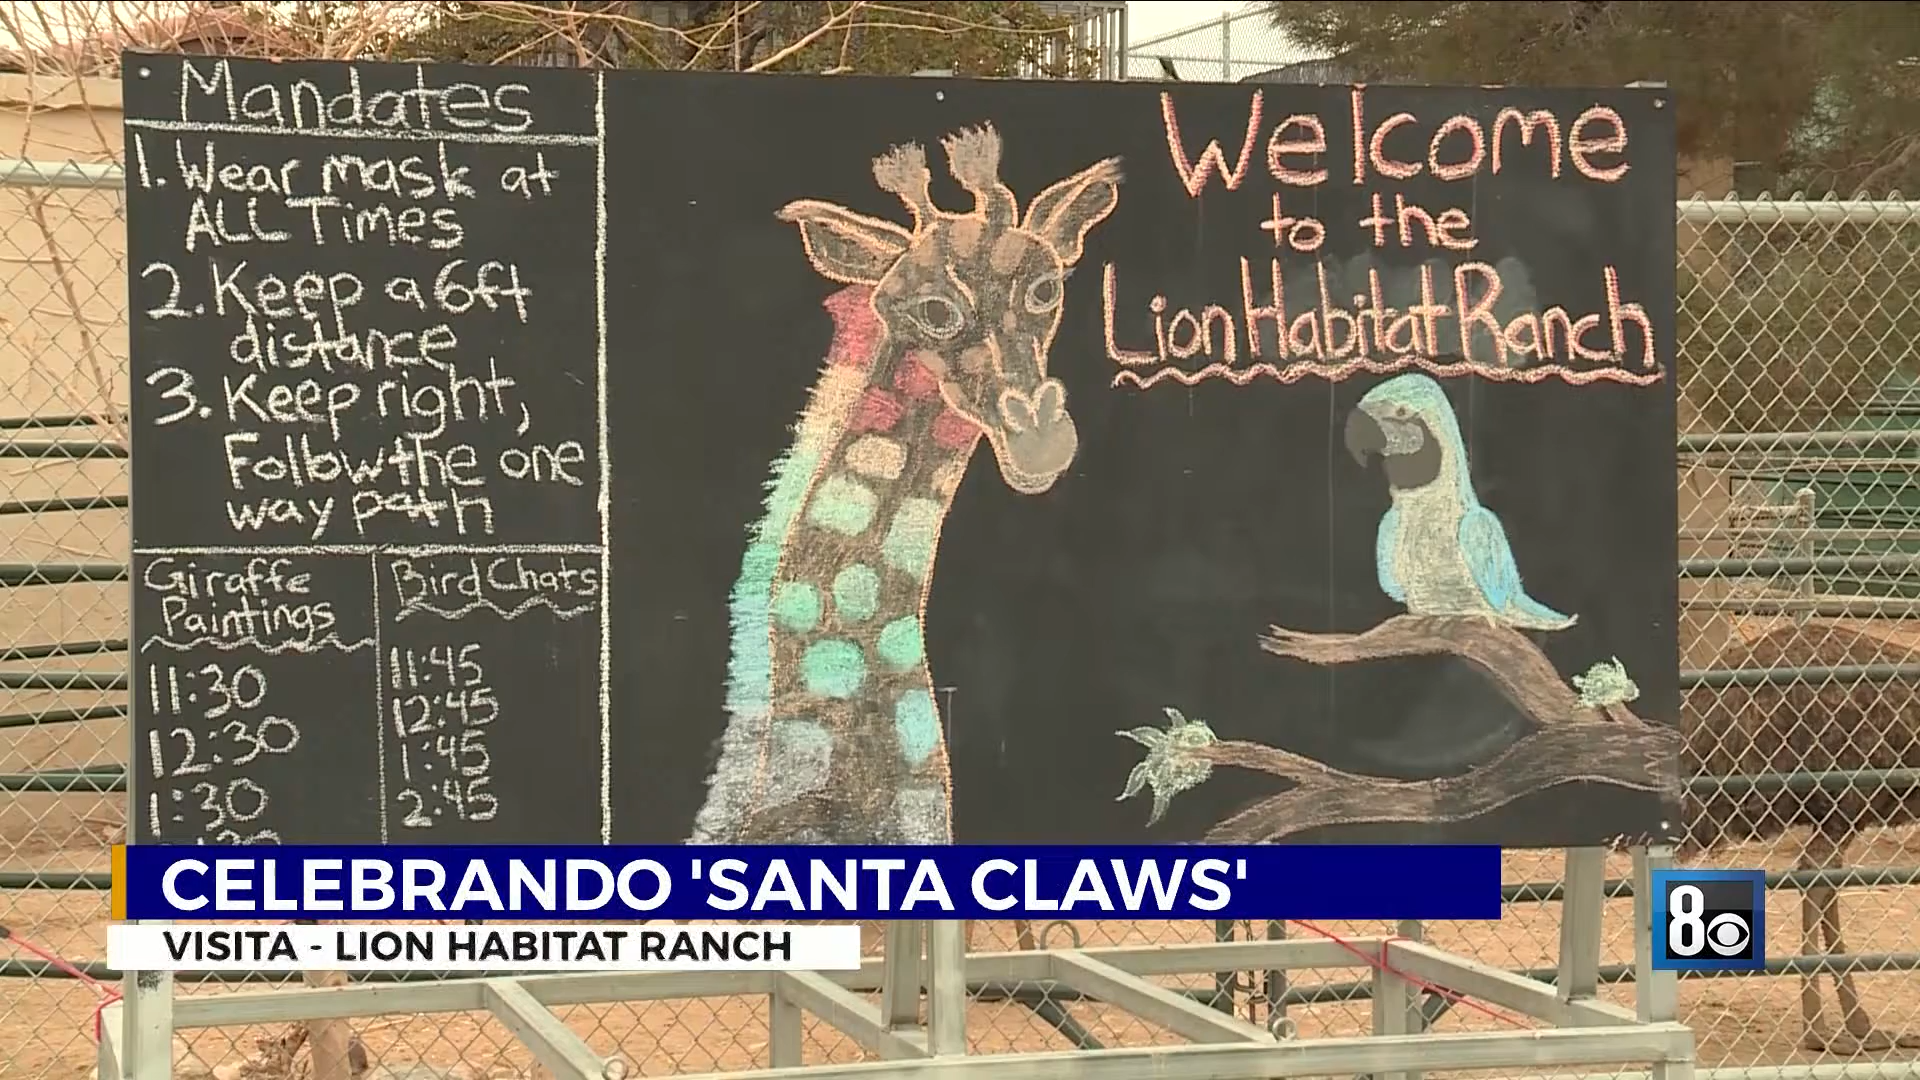 Mandates
1. Wear mask at
ALL Times
2. Keep a 6ft
distance
3. Keep right,
Follow the one
way path
Giraffe
Paintings
11:30
12:30
1:30
Bird Chats
11:45
12:45
1:45
2:45
Welcome
to the
Lion Habitat Ranch
CELEBRANDO 'SANTA CLAWS'
VISITA - LION HABITAT RANCH
8